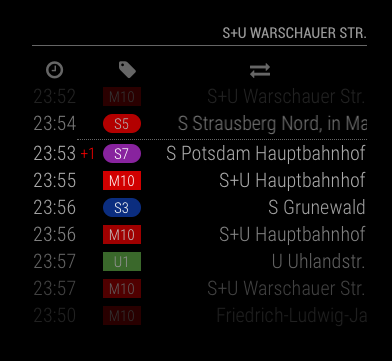 S+U WARSCHAUER STR.
23:52 M10 S+U Warschauer Str.
23:54 S5 S Strausberg Nord, in Ma
23:53 +1 S7 S Potsdam Hauptbahnhof
23:55 M10 S+U Hauptbahnhof
23:56 S3 S Grunewald
23:56 M10 S+U Hauptbahnhof
23:57 U1 U Uhlandstr.
23:57 M10 S+U Warschauer Str.
23:50 M10 Friedrich-Ludwig-Ja